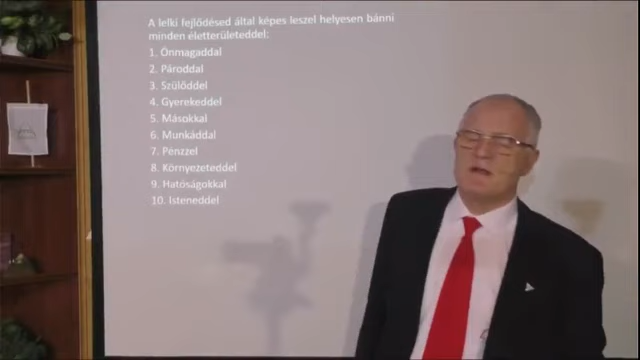 A lelki fejlődésed által képes leszel helyesen bánni
minden életterületeddel:
1. Önmagaddal
2. Pároddal
3. Szülőddel
4. Gyerekeddel
5. Másokkal
6. Munkáddal
7. Pénzzel
8. Környezeteddel
9. Hatóságokkal
10. Isteneddel